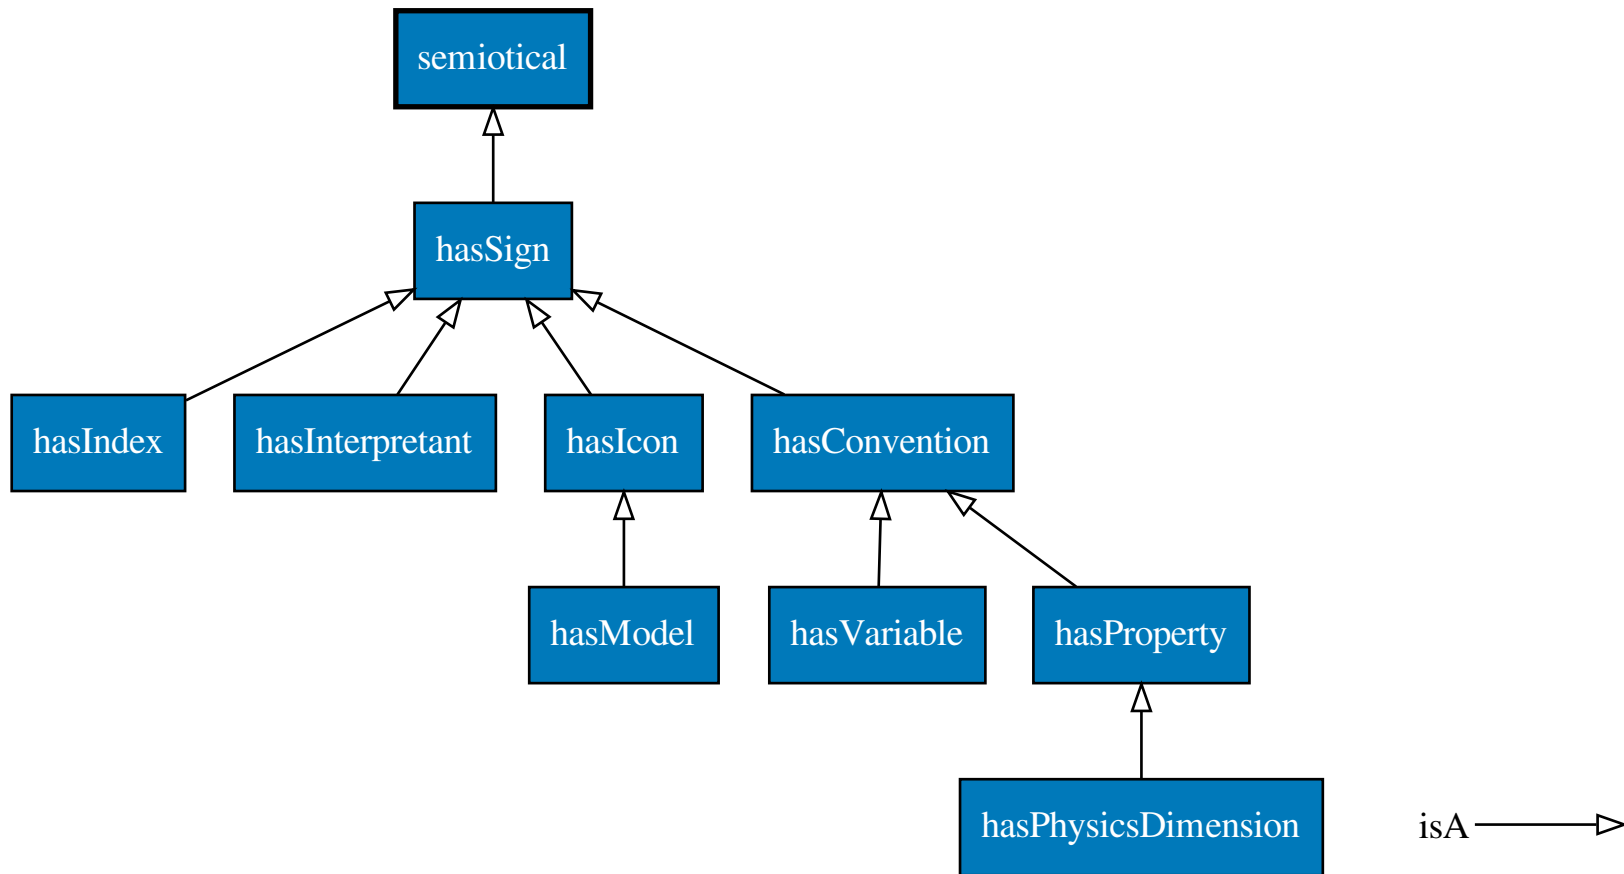 semiotical
hasSign
hasIndex
hasInterpretant
hasIcon
hasConvention
hasModel
hasVariable
hasProperty
hasPhysicsDimension
isA